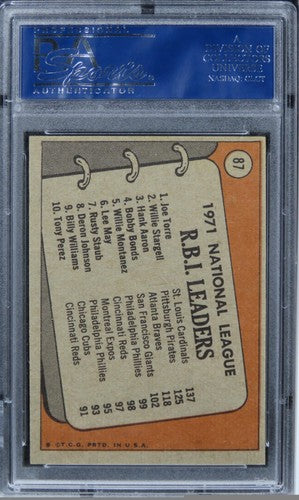 PROFESSIONAL
PSA
Sports
AUTHENTICATOR
A
DIVISION OF
COLLECTORS
UNIVERSE
NASDAQ: CLCT
87
1971 NATIONAL LEAGUE
R.B.I. LEADERS
1. Joe Torre St. Louis Cardinals 137
2. Willie Stargell Pittsburgh Pirates 125
3. Hank Aaron Atlanta Braves 118
4. Bobby Bonds San Francisco Giants 102
5. Willie Montanez Philadelphia Phillies 99
6. Lee May Cincinnati Reds 98
7. Rusty Staub Montreal Expos 97
8. Deron Johnson Philadelphia Phillies 95
9. Billy Williams Chicago Cubs 93
10. Tony Perez Cincinnati Reds 91
© T.C.G. PRTD. IN U.S.A.